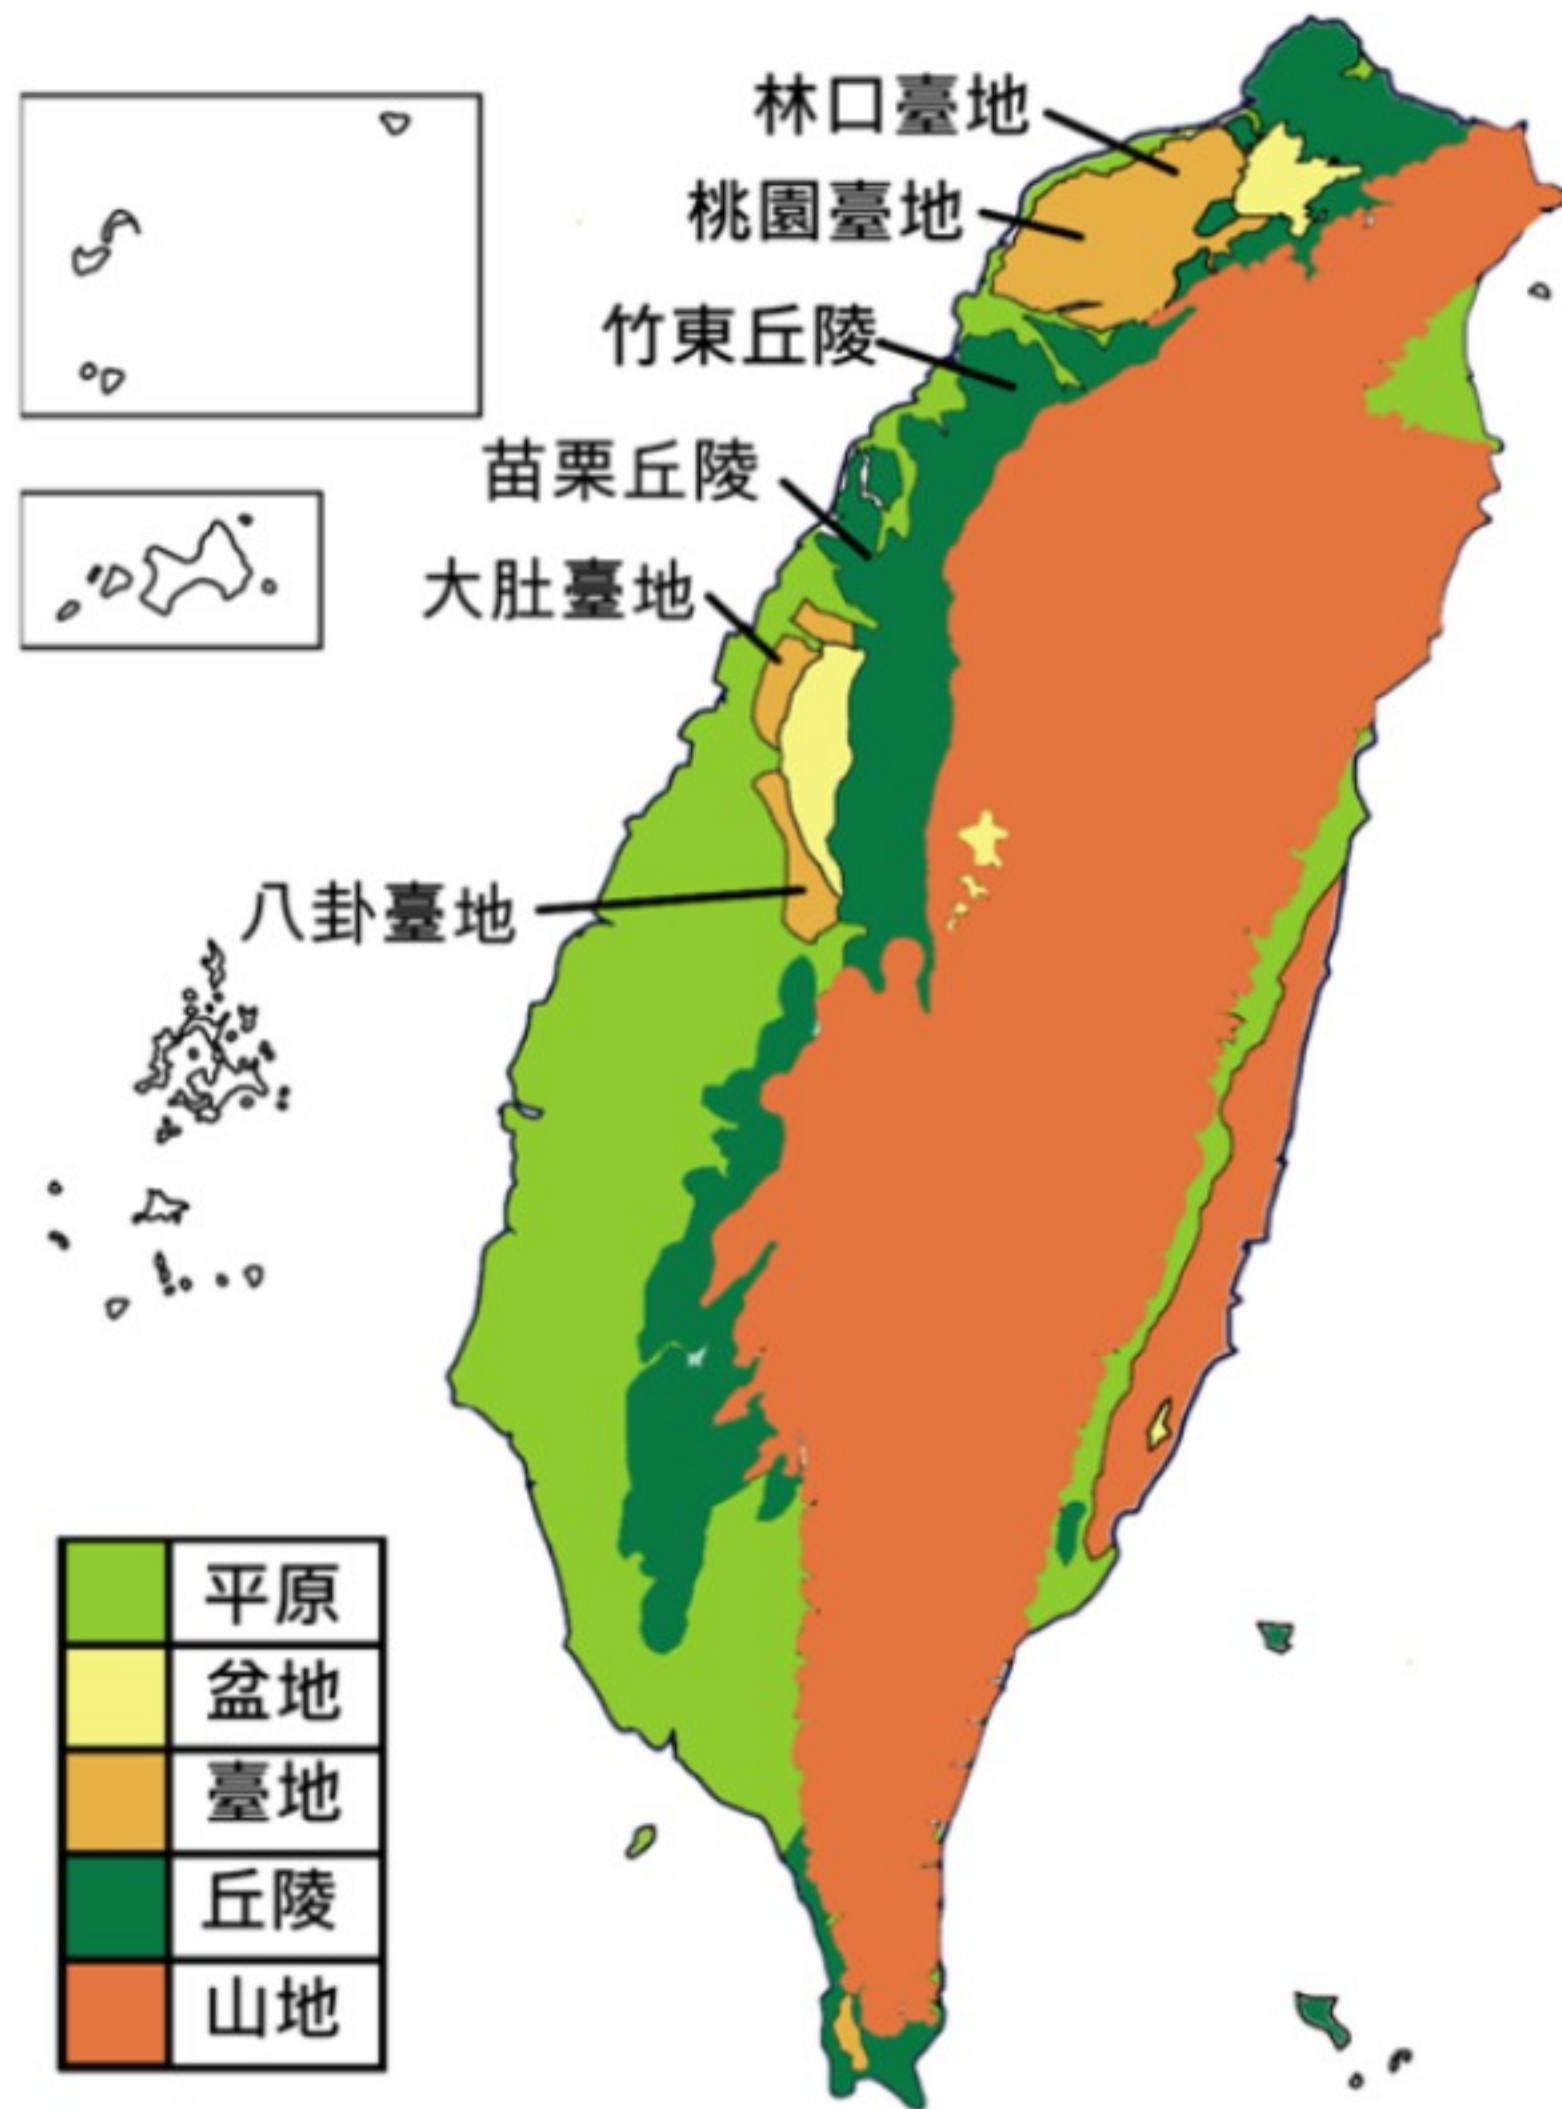 林口臺地
桃園臺地
竹東丘陵
苗栗丘陵
大肚臺地
八卦臺地
平原
盆地
臺地
丘陵
山地